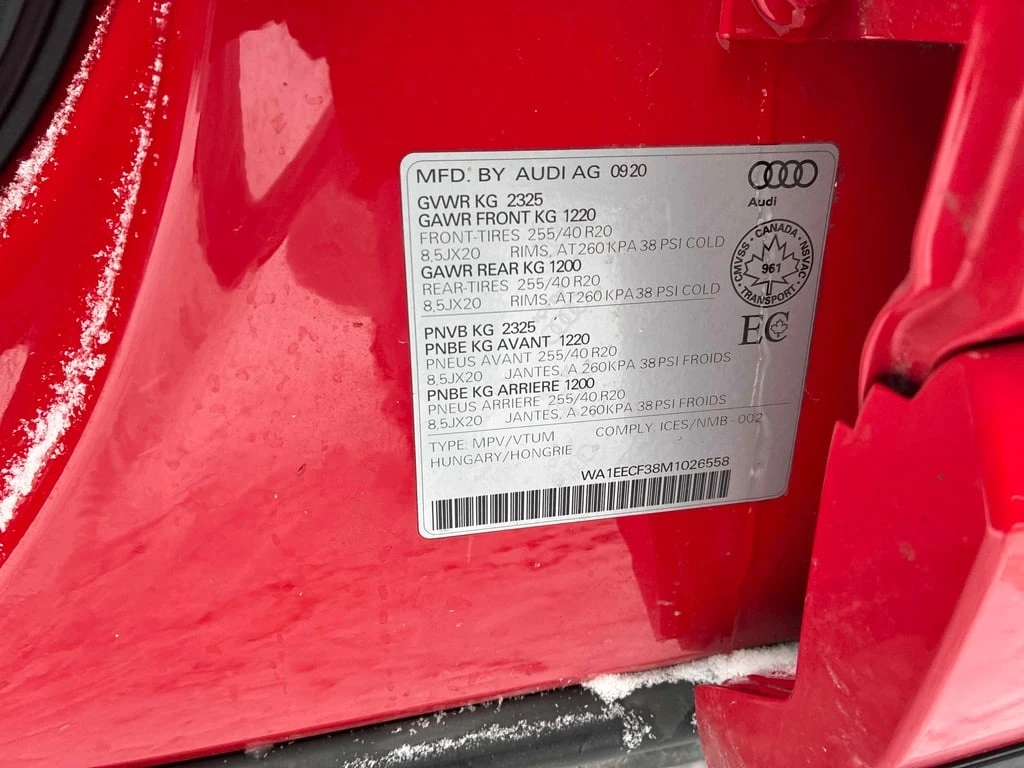 MFD. BY AUDI AG 0920
Audi
GVWR KG 2325
GAWR FRONT KG 1220
FRONT-TIRES 255/40 R20
8,5JX20 RIMS, AT 260 KPA 38 PSI COLD
GAWR REAR KG 1200
REAR-TIRES 255/40 R20
8,5JX20 RIMS, AT 260 KPA 38 PSI COLD
CANADA
CMVSS NSVAC
961
TRANSPORT
EC
PNVB KG 2325
PNBE KG AVANT 1220
PNEUS AVANT 255/40 R20
8,5JX20 JANTES, A 260KPA 38 PSI FROIDS
PNBE KG ARRIERE 1200
PNEUS ARRIERE 255/40 R20
8,5JX20 JANTES, A 260KPA 38 PSI FROIDS
TYPE: MPV/VTUM COMPLY: ICES/NMB - 002
HUNGARY/HONGRIE
WA1EECF38M1026558